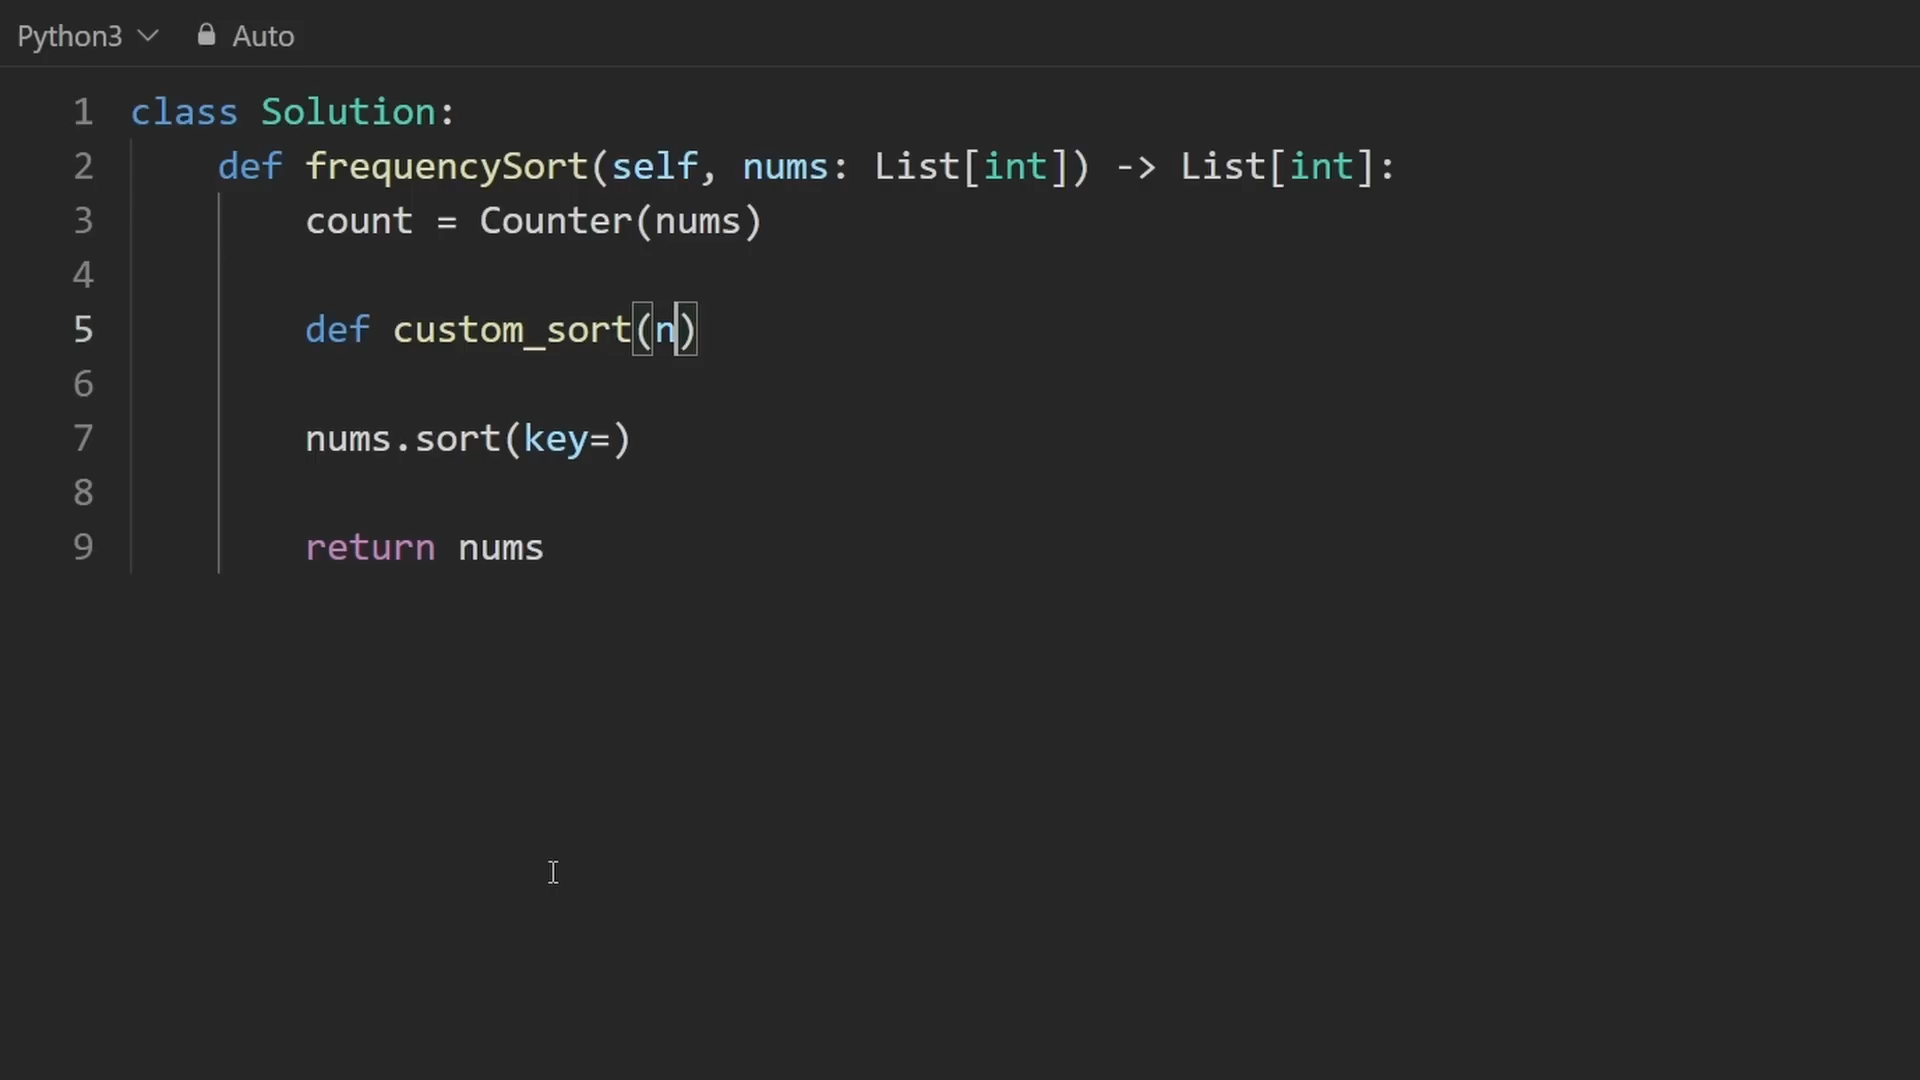 Python3 Auto
1 class Solution:
2     def frequencySort(self, nums: List[int]) -> List[int]:
3         count = Counter(nums)
4
5         def custom_sort(n)
6
7         nums.sort(key=)
8
9         return nums